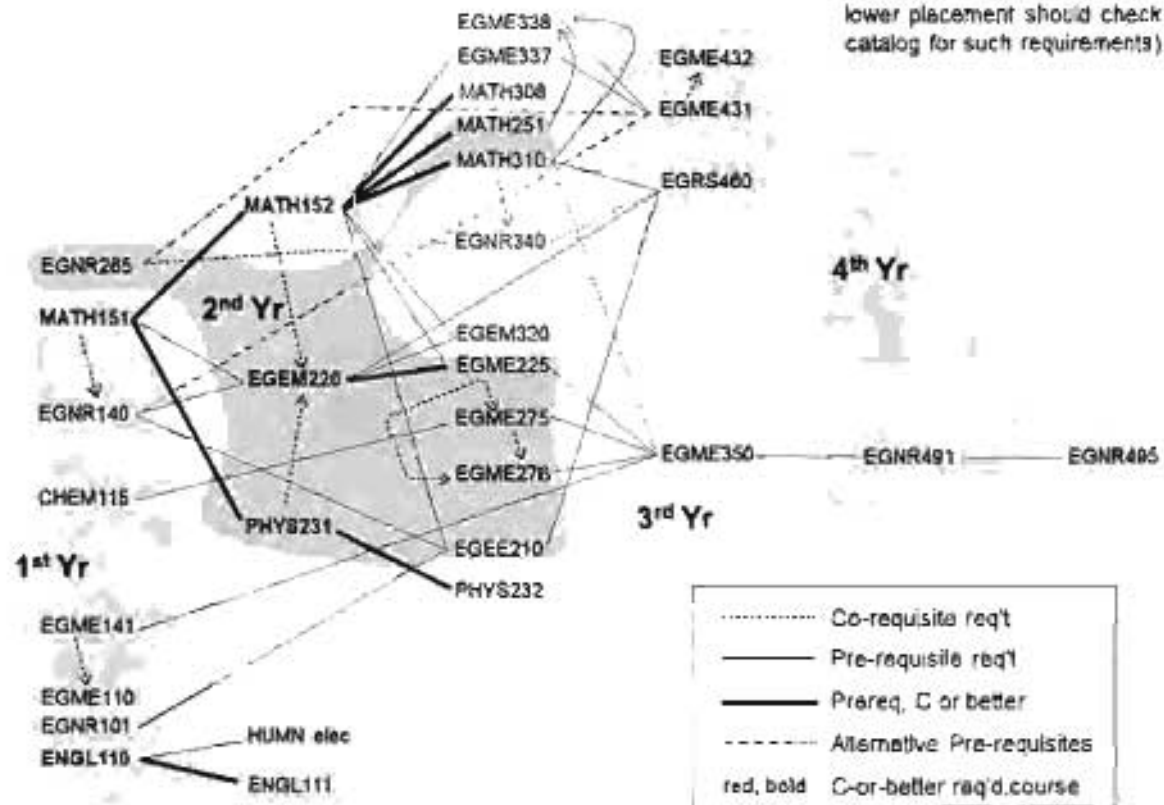 lower placement should check
catalog for such requirements)
EGME338
EGME337
EGME432
MATH308
EGME431
MATH251
MATH310
EGRS460
MATH152
EGNR340
EGNR265
4th Yr
2nd Yr
MATH151
EGEM320
EGME225
EGEM220
EGNR140
EGME275
EGME350
EGNR491
EGNR495
EGME276
CHEM115
3rd Yr
PHYS231
EGEE210
1st Yr
PHYS232
EGME141
EGME110
EGNR101
HUMN elec
ENGL110
ENGL111
Co-requisite req't
Pre-requisite req't
Prereq, C or better
Alternative Pre-requisites
red, bold C-or-better req'd.course